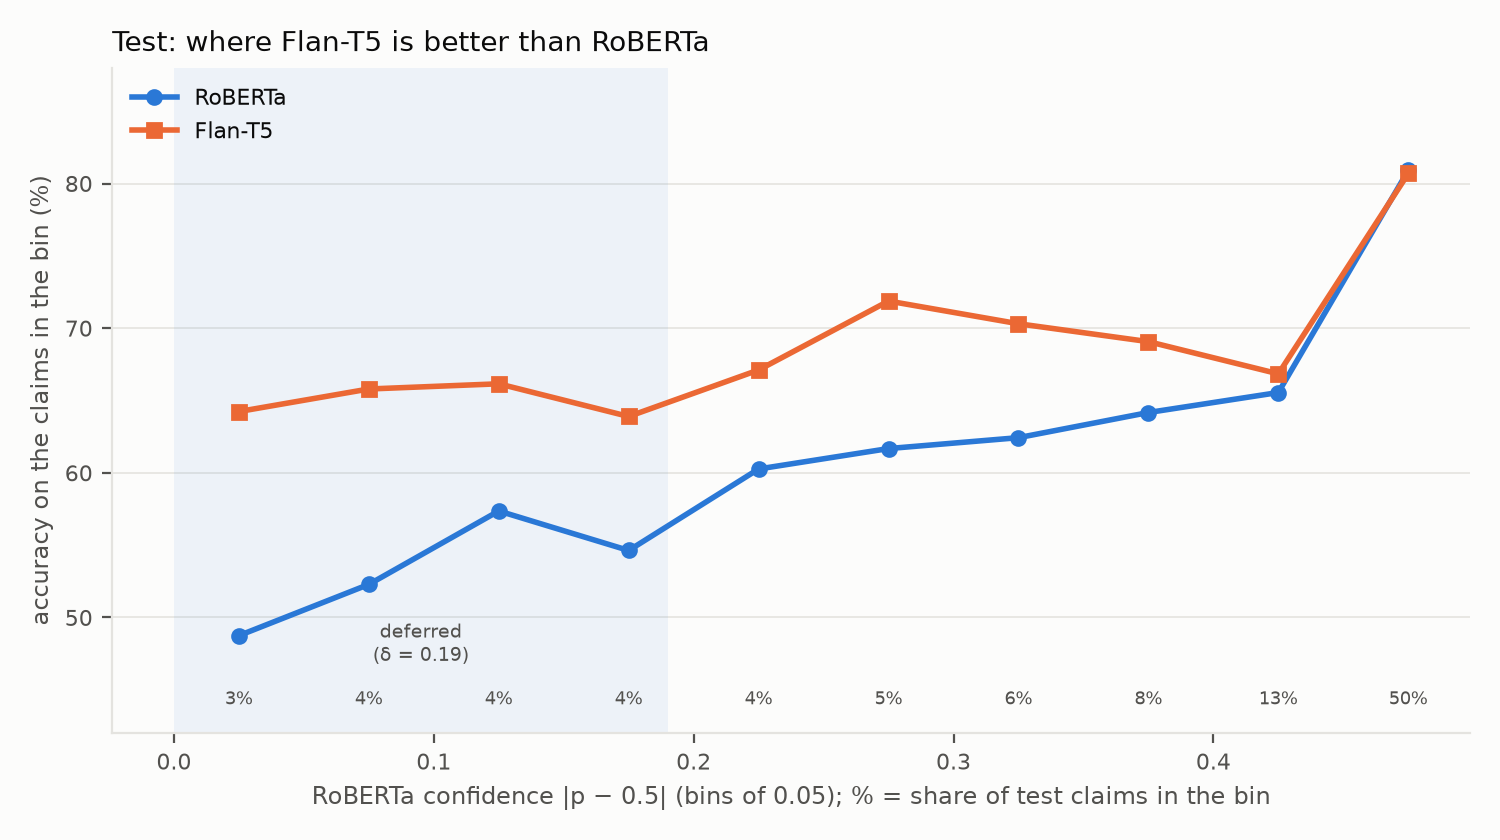 Test: where Flan-T5 is better than RoBERTa
RoBERTa
Flan-T5
accuracy on the claims in the bin (%)
80
70
60
50
deferred
(δ = 0.19)
3% 4% 4% 4% 4% 5% 6% 8% 13% 50%
0.0 0.1 0.2 0.3 0.4
RoBERTa confidence |p − 0.5| (bins of 0.05); % = share of test claims in the bin